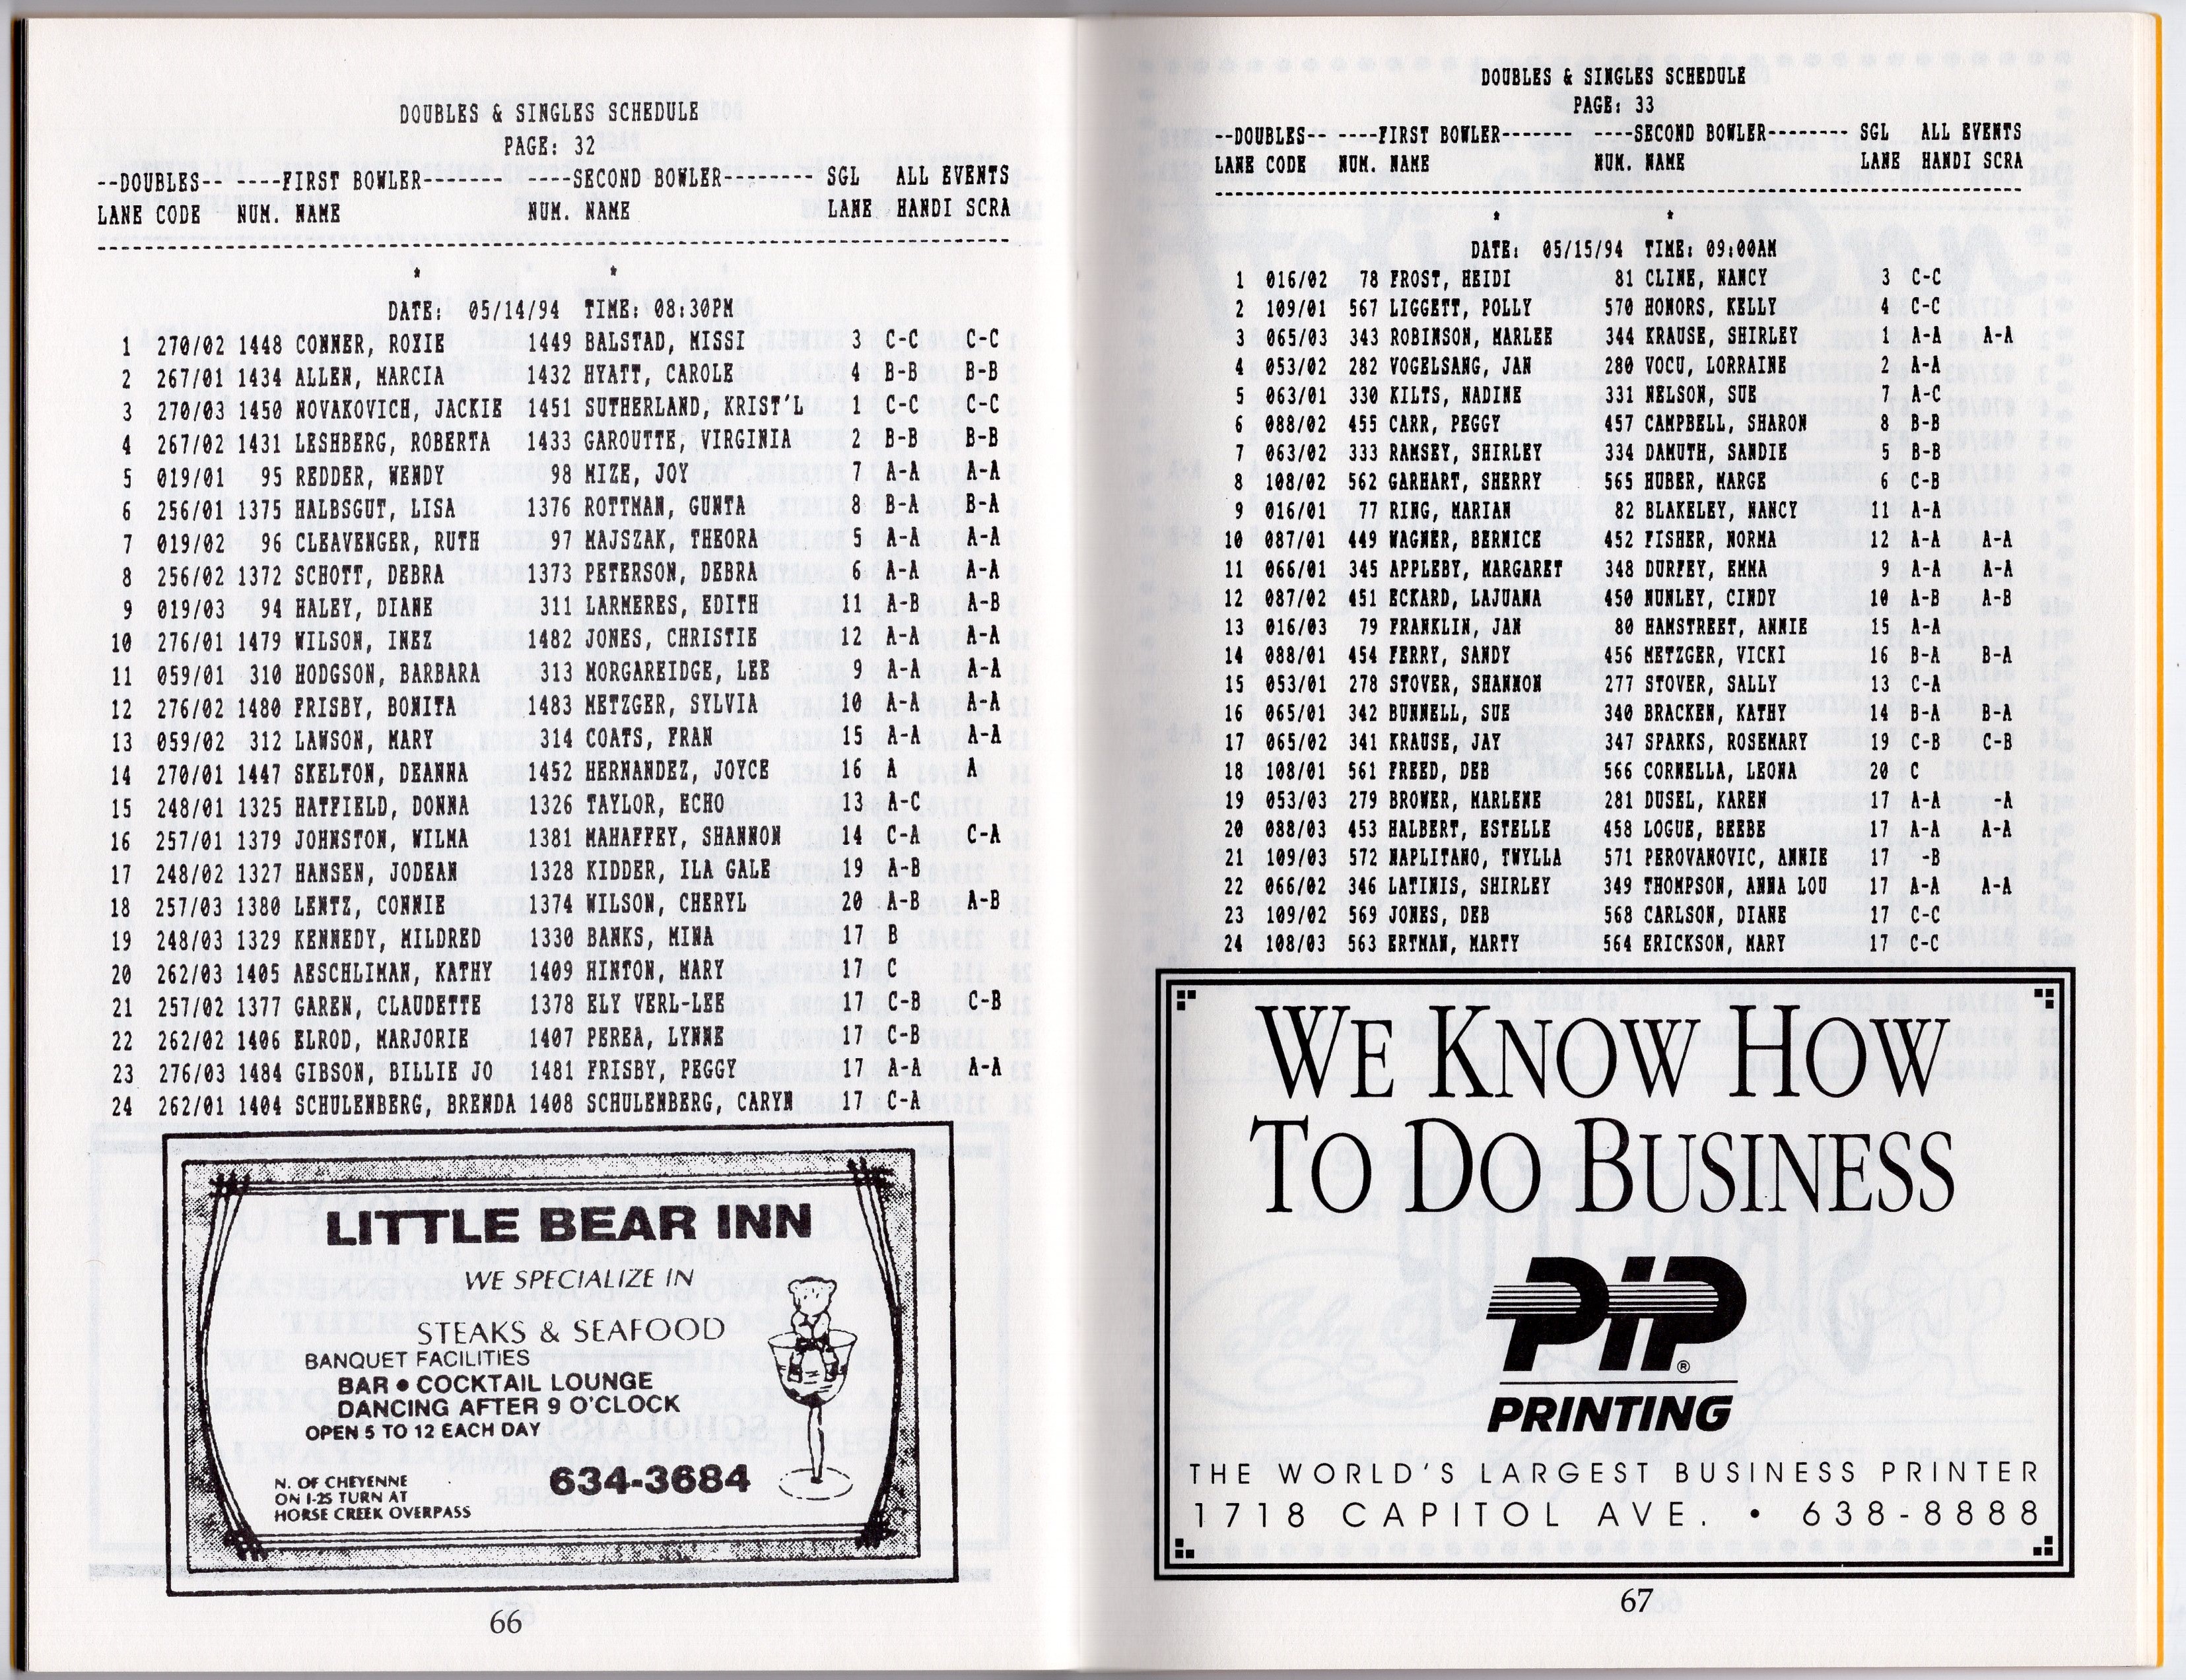 DOUBLES & SINGLES SCHEDULE
PAGE: 32
--DOUBLES-- ----FIRST BOWLER------- ----SECOND BOWLER-------- SGL ALL EVENTS
LANE CODE NUM. NAME NUM. NAME LANE HANDI SCRA
* *
DATE: 05/14/94 TIME: 08:30PM
1 270/02 1448 CONNER, ROXIE 1449 BALSTAD, MISSI 3 C-C C-C
2 267/01 1434 ALLEN, MARCIA 1432 HYATT, CAROLE 4 B-B B-B
3 270/03 1450 NOVAKOVICH, JACKIE 1451 SUTHERLAND, KRIST'L 1 C-C C-C
4 267/02 1431 LESHBERG, ROBERTA 1433 GAROUTTE, VIRGINIA 2 B-B B-B
5 019/01 95 REDDER, WENDY 98 MIZE, JOY 7 A-A A-A
6 256/01 1375 HALBSGUT, LISA 1376 ROTTMAN, GUNTA 8 B-A B-A
7 019/02 96 CLEAVENGER, RUTH 97 MAJSZAK, THEORA 5 A-A A-A
8 256/02 1372 SCHOTT, DEBRA 1373 PETERSON, DEBRA 6 A-A A-A
9 019/03 94 HALEY, DIANE 311 LARMERES, EDITH 11 A-B A-B
10 276/01 1479 WILSON, INEZ 1482 JONES, CHRISTIE 12 A-A A-A
11 059/01 310 HODGSON, BARBARA 313 MORGAREIDGE, LEE 9 A-A A-A
12 276/02 1480 FRISBY, BONITA 1483 METZGER, SYLVIA 10 A-A A-A
13 059/02 312 LAWSON, MARY 314 COATS, FRAN 15 A-A A-A
14 270/01 1447 SKELTON, DEANNA 1452 HERNANDEZ, JOYCE 16 A A
15 248/01 1325 HATFIELD, DONNA 1326 TAYLOR, ECHO 13 A-C
16 257/01 1379 JOHNSTON, WILMA 1381 MAHAFFEY, SHANNON 14 C-A C-A
17 248/02 1327 HANSEN, JODEAN 1328 KIDDER, ILA GALE 19 A-B
18 257/03 1380 LENTZ, CONNIE 1374 WILSON, CHERYL 20 A-B A-B
19 248/03 1329 KENNEDY, MILDRED 1330 BANKS, MINA 17 B
20 262/03 1405 AESCHLIMAN, KATHY 1409 HINTON, MARY 17 C
21 257/02 1377 GAREN, CLAUDETTE 1378 ELY VERL-LEE 17 C-B C-B
22 262/02 1406 ELROD, MARJORIE 1407 PEREA, LYNNE 17 C-B
23 276/03 1484 GIBSON, BILLIE JO 1481 FRISBY, PEGGY 17 A-A A-A
24 262/01 1404 SCHULENBERG, BRENDA 1408 SCHULENBERG, CARYN 17 C-A
LITTLE BEAR INN
WE SPECIALIZE IN
STEAKS & SEAFOOD
BANQUET FACILITIES
BAR • COCKTAIL LOUNGE
DANCING AFTER 9 O'CLOCK
OPEN 5 TO 12 EACH DAY
N. OF CHEYENNE
ON I-25 TURN AT
HORSE CREEK OVERPASS
634-3684
66
DOUBLES & SINGLES SCHEDULE
PAGE: 33
--DOUBLES-- ----FIRST BOWLER------- ----SECOND BOWLER-------- SGL ALL EVENTS
LANE CODE NUM. NAME NUM. NAME LANE HANDI SCRA
* *
DATE: 05/15/94 TIME: 09:00AM
1 016/02 78 FROST, HEIDI 81 CLINE, NANCY 3 C-C
2 109/01 567 LIGGETT, POLLY 570 HONORS, KELLY 4 C-C
3 065/03 343 ROBINSON, MARLEE 344 KRAUSE, SHIRLEY 1 A-A A-A
4 053/02 282 VOGELSANG, JAN 280 VOCU, LORRAINE 2 A-A
5 063/01 330 KILTS, NADINE 331 NELSON, SUE 7 A-C
6 088/02 455 CARR, PEGGY 457 CAMPBELL, SHARON 8 B-B
7 063/02 333 RAMSEY, SHIRLEY 334 DAMUTH, SANDIE 5 B-B
8 108/02 562 GARHART, SHERRY 565 HUBER, MARGE 6 C-B
9 016/01 77 RING, MARIAN 82 BLAKELEY, NANCY 11 A-A
10 087/01 449 WAGNER, BERNICE 452 FISHER, NORMA 12 A-A A-A
11 066/01 345 APPLEBY, MARGARET 348 DURFEY, EMMA 9 A-A A-A
12 087/02 451 ECKARD, LAJUANA 450 NUNLEY, CINDY 10 A-B A-B
13 016/03 79 FRANKLIN, JAN 80 HAMSTREET, ANNIE 15 A-A
14 088/01 454 FERRY, SANDY 456 METZGER, VICKI 16 B-A B-A
15 053/01 278 STOVER, SHANNON 277 STOVER, SALLY 13 C-A
16 065/01 342 BUNNELL, SUE 340 BRACKEN, KATHY 14 B-A B-A
17 065/02 341 KRAUSE, JAY 347 SPARKS, ROSEMARY 19 C-B C-B
18 108/01 561 FREED, DEB 566 CORNELLA, LEONA 20 C
19 053/03 279 BROWER, MARLENE 281 DUSEL, KAREN 17 A-A A-A
20 088/03 453 HALBERT, ESTELLE 458 LOGUE, BEEBE 17 A-A A-A
21 109/03 572 NAPLITANO, TWYLLA 571 PEROVANOVIC, ANNIE 17 -B
22 066/02 346 LATINIS, SHIRLEY 349 THOMPSON, ANNA LOU 17 A-A A-A
23 109/02 569 JONES, DEB 568 CARLSON, DIANE 17 C-C
24 108/03 563 ERTMAN, MARTY 564 ERICKSON, MARY 17 C-C
WE KNOW HOW
TO DO BUSINESS
PIP®
PRINTING
THE WORLD'S LARGEST BUSINESS PRINTER
1718 CAPITOL AVE. • 638-8888
67